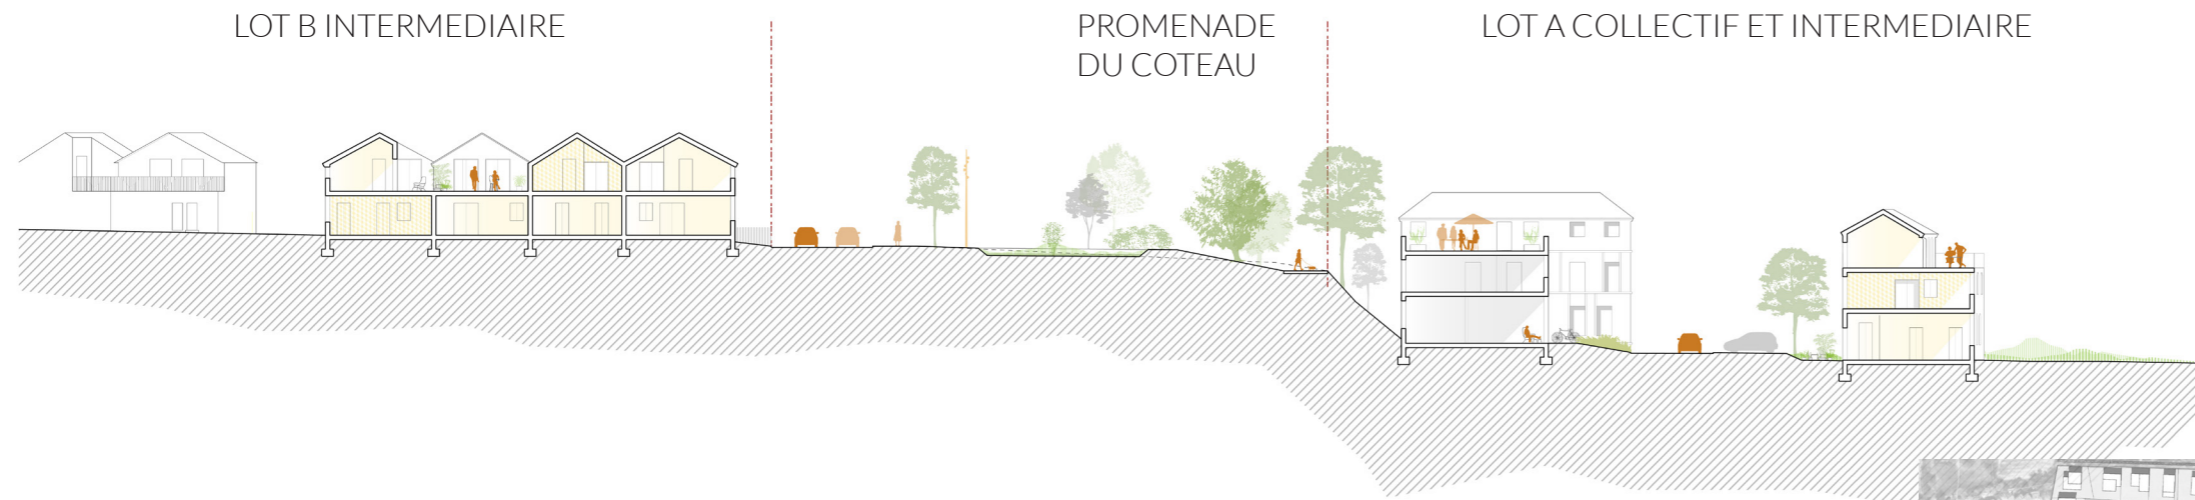 LOT B INTERMEDIAIRE
PROMENADE
DU COTEAU
LOT A COLLECTIF ET INTERMEDIAIRE